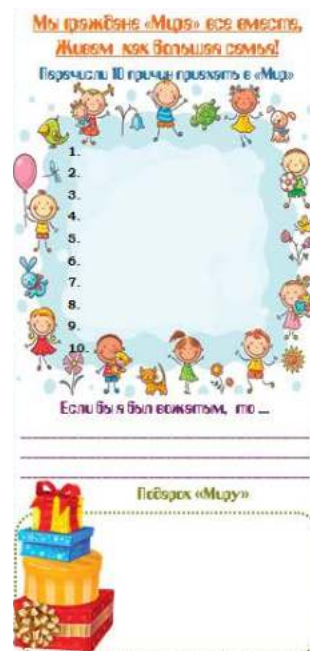 Мы граждане «Мира» все вместе,
Живем как большая семья!
Перечисли 10 причин приехать в «Мир»
1.
2.
3.
4.
5.
6.
7.
8.
9.
10.
Если бы я был вожатым, то ...
Подарок «Миру»